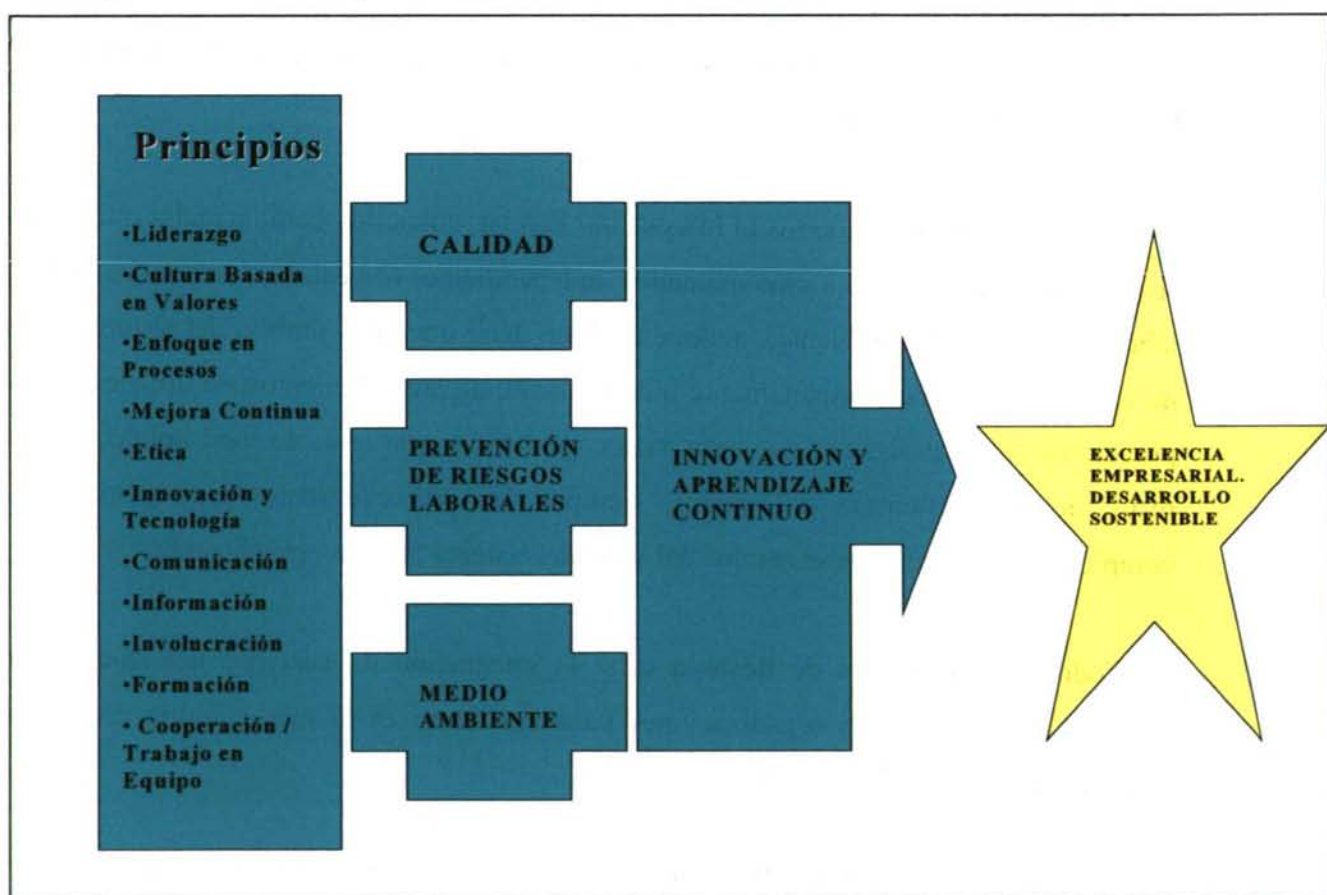 Principios
•Liderazgo
•Cultura Basada
en Valores
•Enfoque en
Procesos
•Mejora Continua
•Etica
•Innovación y
Tecnología
•Comunicación
•Información
•Involucración
•Formación
• Cooperación /
Trabajo en
Equipo
CALIDAD
PREVENCIÓN
DE RIESGOS
LABORALES
MEDIO
AMBIENTE
INNOVACIÓN Y
APRENDIZAJE
CONTINUO
EXCELENCIA
EMPRESARIAL.
DESARROLLO
SOSTENIBLE